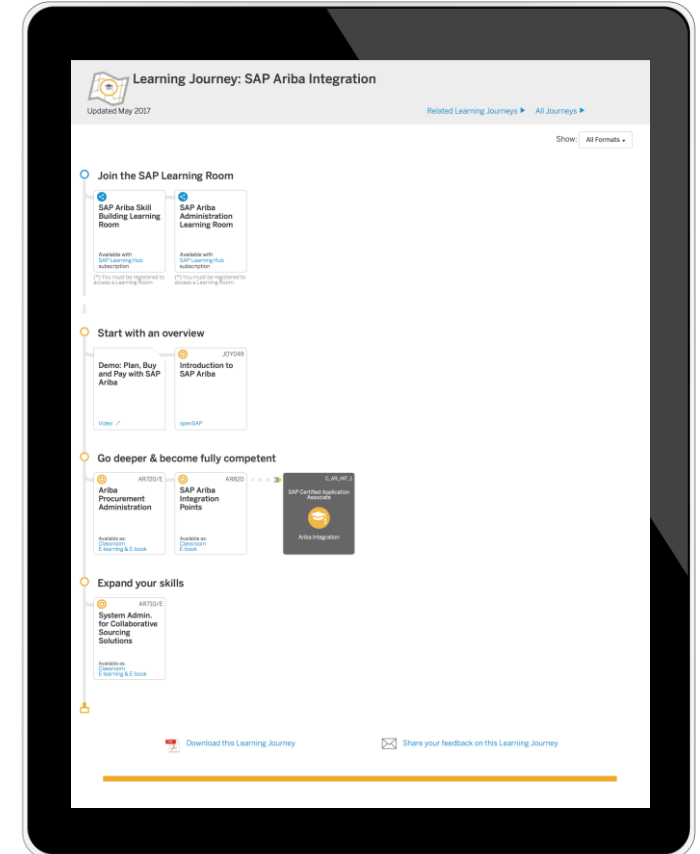 Learning Journey: SAP Ariba Integration
Updated May 2017
Related Learning Journeys ▶ All Journeys ▶
Show: All Formats
Join the SAP Learning Room
SAP Ariba Skill
Building Learning
Room
Available with
SAP Learning Hub
subscription
(*) You must be registered to
access a Learning Room
SAP Ariba
Administration
Learning Room
Available with
SAP Learning Hub
subscription
(*) You must be registered to
access a Learning Room
Start with an overview
Demo: Plan, Buy
and Pay with SAP
Ariba
Video ↗
JOY049
Introduction to
SAP Ariba
openSAP
Go deeper & become fully competent
AR720/E
Ariba
Procurement
Administration
Available as:
Classroom
E-learning & E-book
AR820
SAP Ariba
Integration
Points
Available as:
Classroom
E-book
C_AR_INT_)
SAP Certified Application
Associate
Ariba Integration
Expand your skills
AR710/E
System Admin.
for Collaborative
Sourcing
Solutions
Available as:
Classroom
E-learning & E-book
Download this Learning Journey
Share your feedback on this Learning Journey